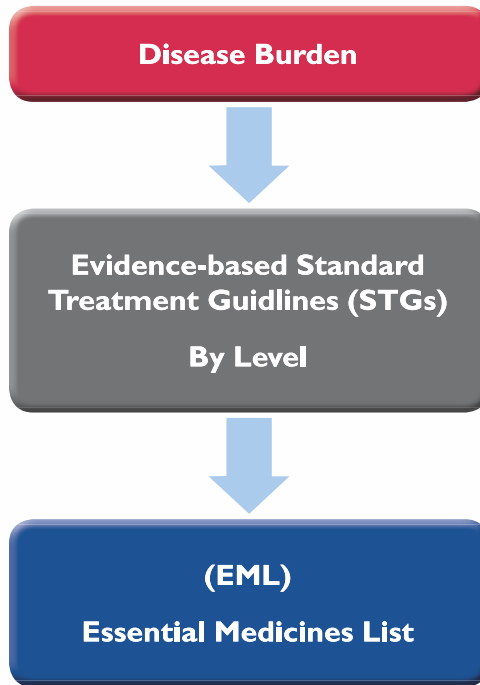 Disease Burden
Evidence-based Standard
Treatment Guidlines (STGs)
By Level
(EML)
Essential Medicines List